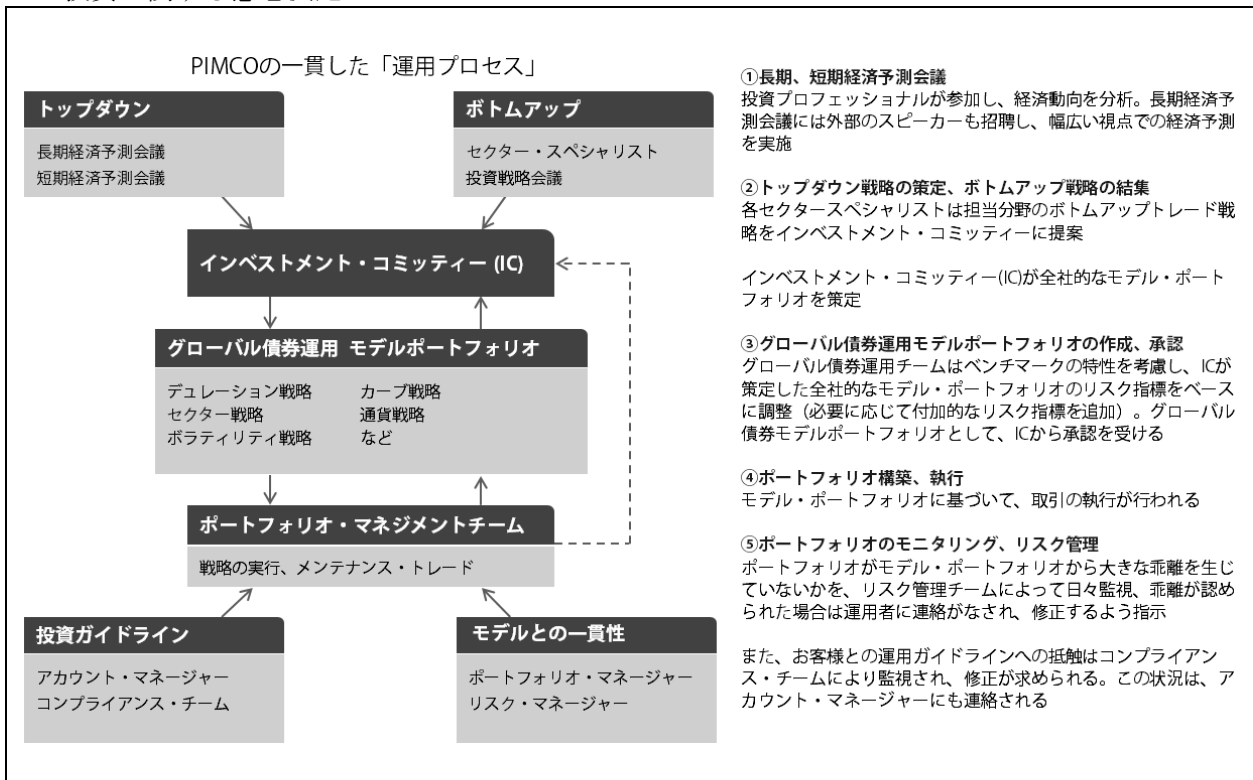 PIMCOの一貫した「運用プロセス」
トップダウン
長期経済予測会議
短期経済予測会議
ボトムアップ
セクター・スペシャリスト
投資戦略会議
インベストメント・コミッティー (IC)
グローバル債券運用 モデルポートフォリオ
デュレーション戦略 カーブ戦略
セクター戦略 通貨戦略
ボラティリティ戦略 など
ポートフォリオ・マネジメントチーム
戦略の実行、メンテナンス・トレード
投資ガイドライン
アカウント・マネージャー
コンプライアンス・チーム
モデルとの一貫性
ポートフォリオ・マネージャー
リスク・マネージャー
①長期、短期経済予測会議
投資プロフェッショナルが参加し、経済動向を分析。長期経済予
測会議には外部のスピーカーも招聘し、幅広い視点での経済予測
を実施
②トップダウン戦略の策定、ボトムアップ戦略の結集
各セクタースペシャリストは担当分野のボトムアップトレード戦
略をインベストメント・コミッティーに提案
インベストメント・コミッティー(IC)が全社的なモデル・ポート
フォリオを策定
③グローバル債券運用モデルポートフォリオの作成、承認
グローバル債券運用チームはベンチマークの特性を考慮し、ICが
策定した全社的なモデル・ポートフォリオのリスク指標をベース
に調整（必要に応じて付加的なリスク指標を追加）。グローバル
債券モデルポートフォリオとして、ICから承認を受ける
④ポートフォリオ構築、執行
モデル・ポートフォリオに基づいて、取引の執行が行われる
⑤ポートフォリオのモニタリング、リスク管理
ポートフォリオがモデル・ポートフォリオから大きな乖離を生じ
ていないかを、リスク管理チームによって日々監視、乖離が認め
られた場合は運用者に連絡がなされ、修正するよう指示
また、お客様との運用ガイドラインへの抵触はコンプライアン
ス・チームにより監視され、修正が求められる。この状況は、ア
カウント・マネージャーにも連絡される